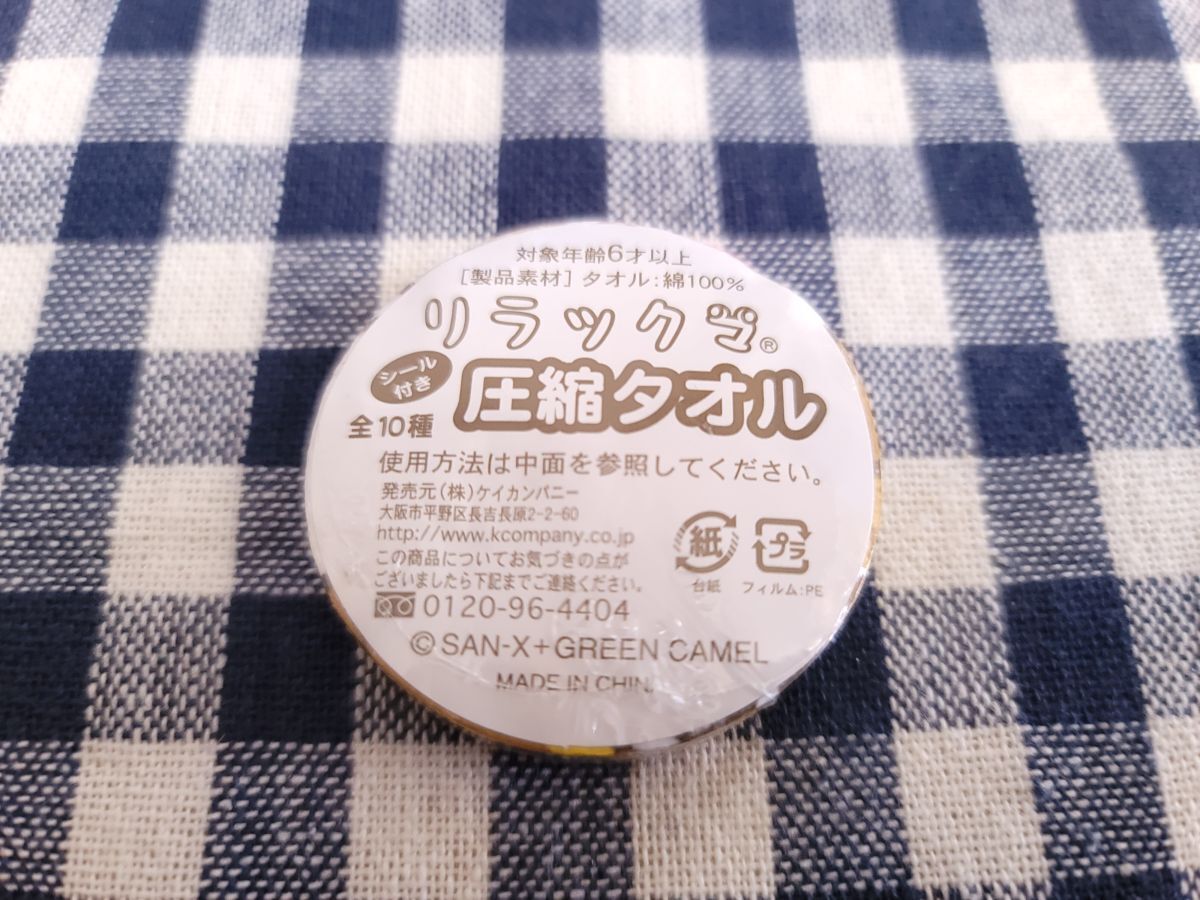 対象年齢6才以上
[製品素材] タオル:綿100%
リラックマ®
シール付き
圧縮タオル
全10種
使用方法は中面を参照してください。
発売元(株)ケイカンパニー
大阪市平野区長吉長原2-2-60
http://www.kcompany.co.jp
この商品についてお気づきの点が
ございましたら下記までご連絡ください。
0120-96-4404
紙
台紙
プラ
フィルム:PE
© SAN-X+GREEN CAMEL
MADE IN CHIN